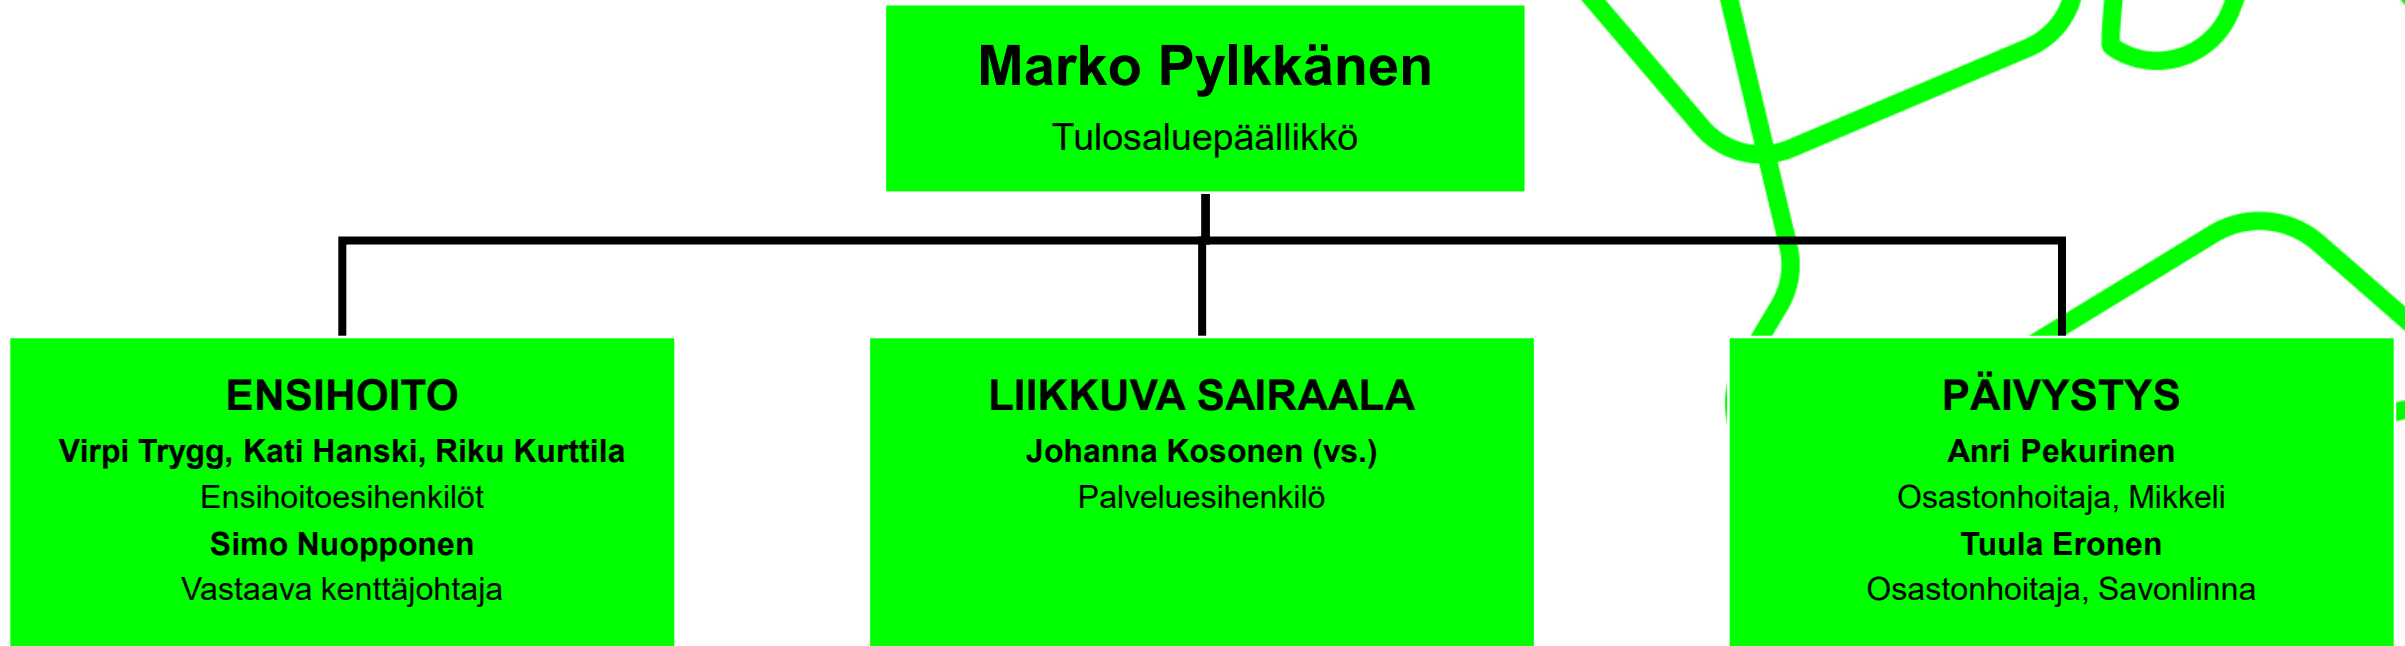 Marko Pylkkänen
Tulosaluepäällikkö
ENSIHOITO
Virpi Trygg, Kati Hanski, Riku Kurttila
Ensihoitoesihenkilöt
Simo Nuopponen
Vastaava kenttäjohtaja
LIIKKUVA SAIRAALA
Johanna Kosonen (vs.)
Palveluesihenkilö
PÄIVYSTYS
Anri Pekurinen
Osastonhoitaja, Mikkeli
Tuula Eronen
Osastonhoitaja, Savonlinna